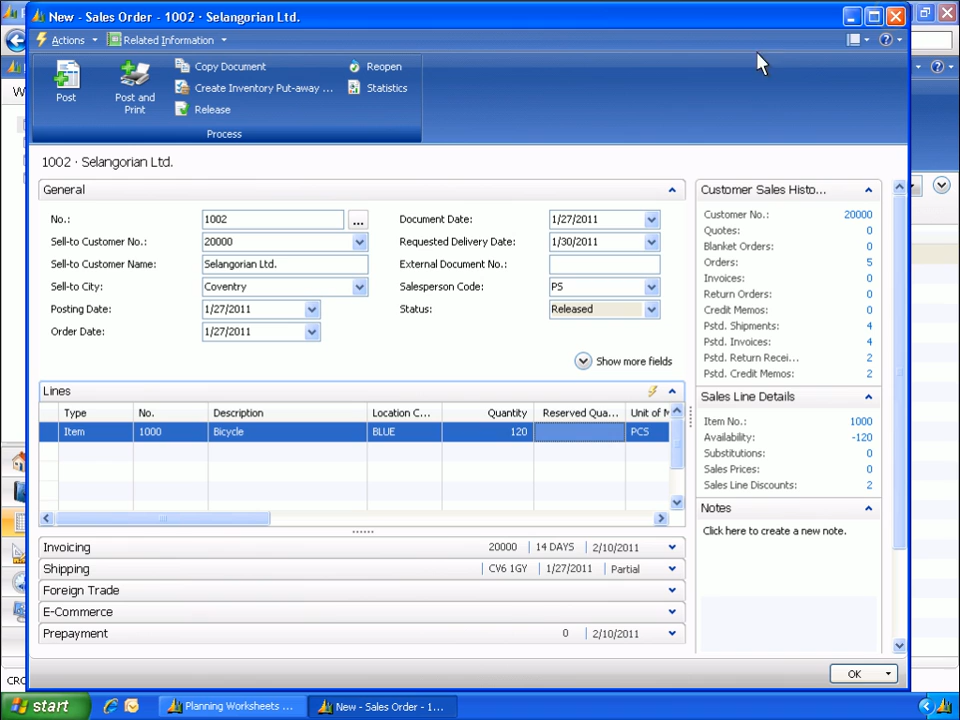 New - Sales Order - 1002 · Selangorian Ltd.
Actions
Related Information
Post
Post and Print
Copy Document
Create Inventory Put-away ...
Release
Reopen
Statistics
Process
1002 · Selangorian Ltd.
General
No.: 1002 ...
Sell-to Customer No.: 20000
Sell-to Customer Name: Selangorian Ltd.
Sell-to City: Coventry
Posting Date: 1/27/2011
Order Date: 1/27/2011
Document Date: 1/27/2011
Requested Delivery Date: 1/30/2011
External Document No.:
Salesperson Code: PS
Status: Released
Show more fields
Lines
Type No. Description Location C... Quantity Reserved Qua... Unit of M
Item 1000 Bicycle BLUE 120 PCS
Invoicing 20000 14 DAYS 2/10/2011
Shipping CV6 1GY 1/27/2011 Partial
Foreign Trade
E-Commerce
Prepayment 0 2/10/2011
Customer Sales Histo...
Customer No.: 20000
Quotes: 0
Blanket Orders: 0
Orders: 5
Invoices: 0
Return Orders: 0
Credit Memos: 0
Pstd. Shipments: 4
Pstd. Invoices: 4
Pstd. Return Recei... 2
Pstd. Credit Memos: 2
Sales Line Details
Item No.: 1000
Availability: -120
Substitutions: 0
Sales Prices: 0
Sales Line Discounts: 2
Notes
Click here to create a new note.
OK
start
Planning Worksheets ...
New - Sales Order - 1...